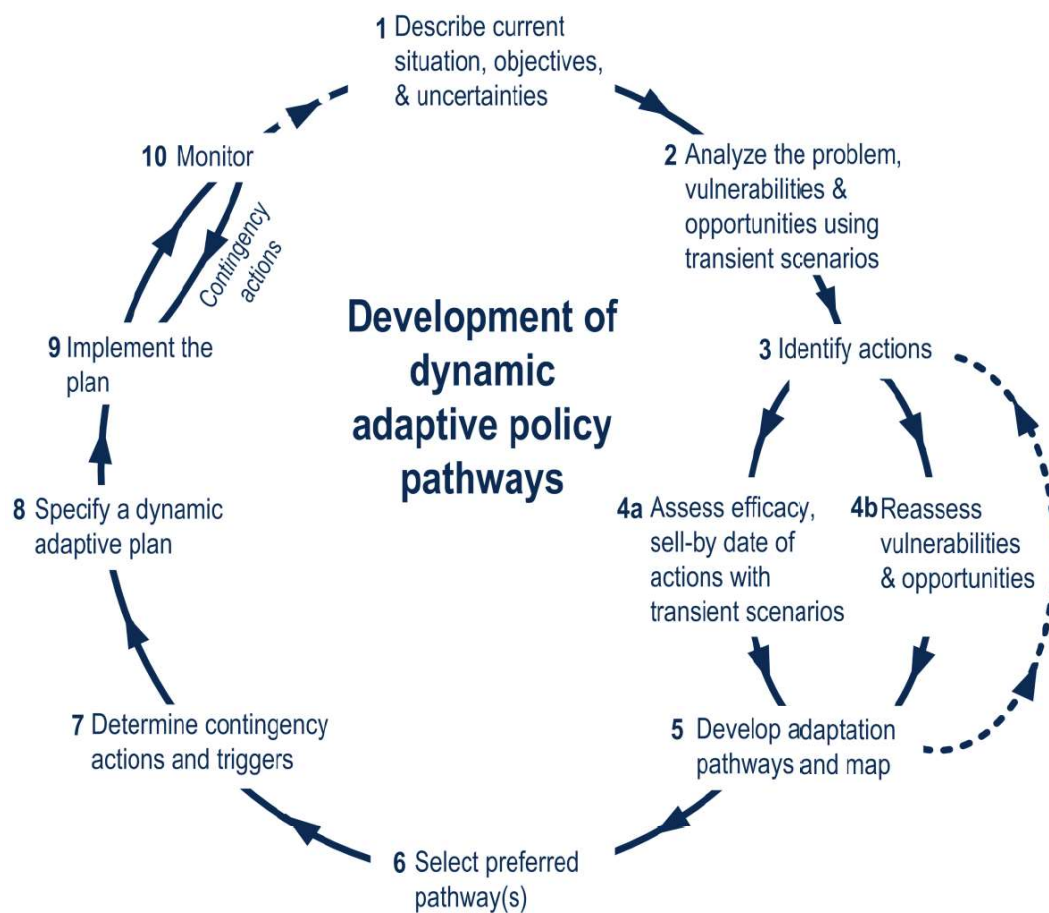 1 Describe current
situation, objectives,
& uncertainties
2 Analyze the problem,
vulnerabilities &
opportunities using
transient scenarios
3 Identify actions
4a Assess efficacy,
sell-by date of
actions with
transient scenarios
4b Reassess
vulnerabilities
& opportunities
5 Develop adaptation
pathways and map
6 Select preferred
pathway(s)
7 Determine contingency
actions and triggers
8 Specify a dynamic
adaptive plan
9 Implement the
plan
10 Monitor
Contingency
actions
Development of
dynamic
adaptive policy
pathways